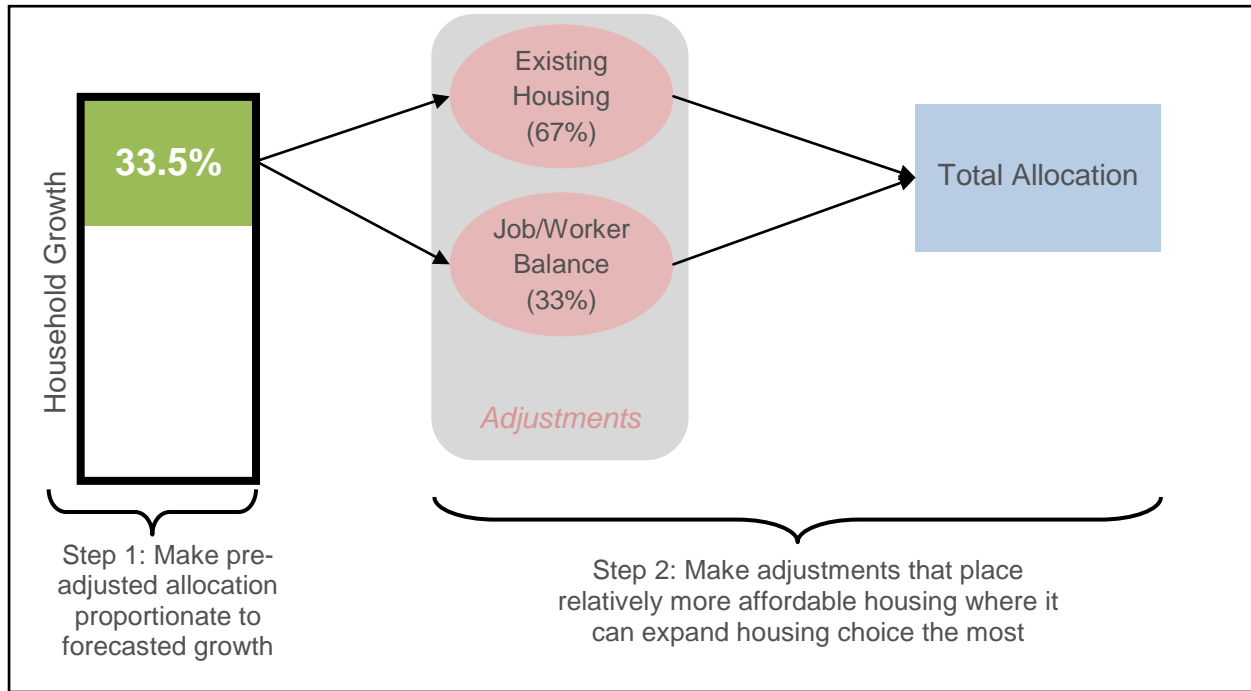 Household Growth
33.5%
Existing
Housing
(67%)
Job/Worker
Balance
(33%)
Adjustments
Total Allocation
Step 1: Make pre-
adjusted allocation
proportionate to
forecasted growth
Step 2: Make adjustments that place
relatively more affordable housing where it
can expand housing choice the most